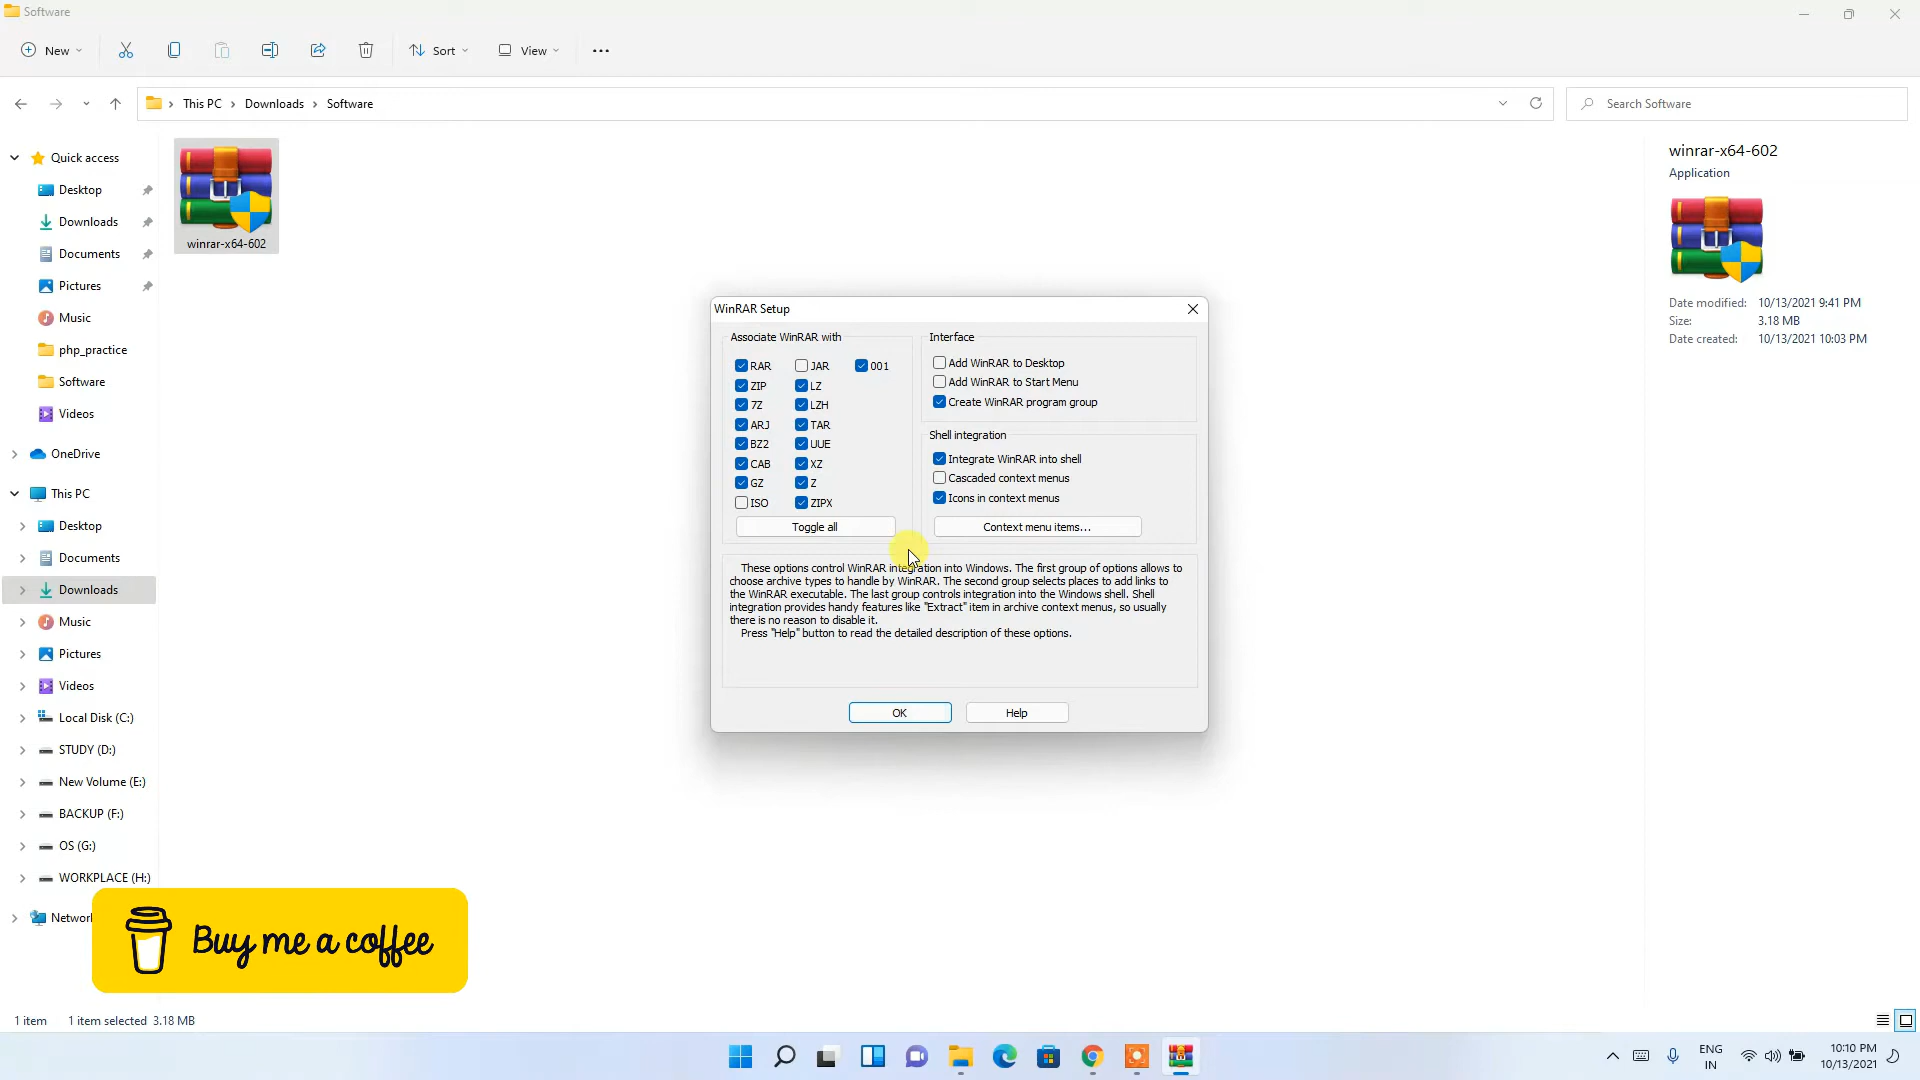 Software
New
Sort
View
This PC
Downloads
Software
Search Software
Quick access
Desktop
Downloads
Documents
Pictures
Music
php_practice
Software
Videos
OneDrive
This PC
Desktop
Documents
Downloads
Music
Pictures
Videos
Local Disk (C:)
STUDY (D:)
New Volume (E:)
BACKUP (F:)
OS (G:)
WORKPLACE (H:)
winrar-x64-602
WinRAR Setup
Associate WinRAR with
RAR JAR 001
ZIP LZ
7Z LZH
ARJ TAR
BZ2 UUE
CAB XZ
GZ Z
ISO ZIPX
Toggle all
Interface
Add WinRAR to Desktop
Add WinRAR to Start Menu
Create WinRAR program group
Shell integration
Integrate WinRAR into shell
Cascaded context menus
Icons in context menus
Context menu items...
These options control WinRAR integration into Windows. The first group of options allows to
choose archive types to handle by WinRAR. The second group selects places to add links to
the WinRAR executable. The last group controls integration into the Windows shell. Shell
integration provides handy features like "Extract" item in archive context menus, so usually
there is no reason to disable it.
Press "Help" button to read the detailed description of these options.
OK
Help
winrar-x64-602
Application
Date modified: 10/13/2021 9:41 PM
Size: 3.18 MB
Date created: 10/13/2021 10:03 PM
Buy me a coffee
1 item
1 item selected 3.18 MB
ENG
IN
10:10 PM
10/13/2021